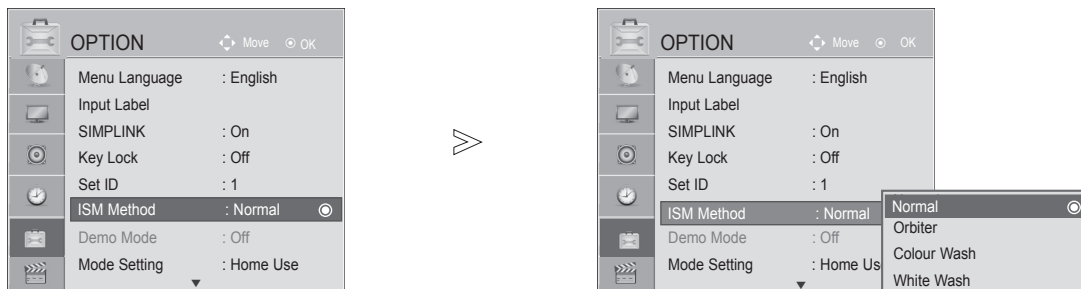 OPTION Move OK
Menu Language : English
Input Label
SIMPLINK : On
Key Lock : Off
Set ID : 1
ISM Method : Normal
Demo Mode : Off
Mode Setting : Home Use
OPTION Move OK
Menu Language : English
Input Label
SIMPLINK : On
Key Lock : Off
Set ID : 1
ISM Method : Normal
Demo Mode : Off
Mode Setting : Home Us
Normal
Orbiter
Colour Wash
White Wash